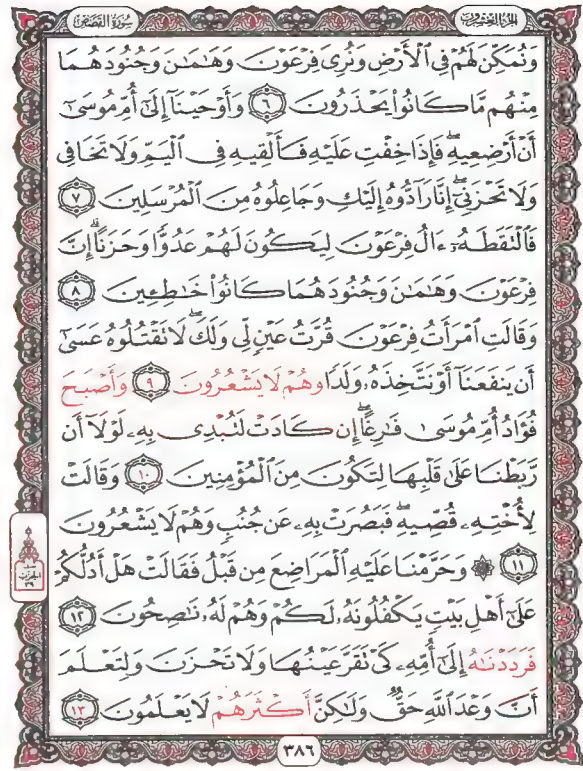 الجزء العشرون
سورة القصص
وَنُمَكِّنَ لَهُمْ فِي ٱلْأَرْضِ وَنُرِيَ فِرْعَوْنَ وَهَٰمَٰنَ وَجُنُودَهُمَا
مِنْهُم مَّا كَانُوا۟ يَحْذَرُونَ ٦ وَأَوْحَيْنَآ إِلَىٰٓ أُمِّ مُوسَىٰٓ
أَنْ أَرْضِعِيهِ ۖ فَإِذَا خِفْتِ عَلَيْهِ فَأَلْقِيهِ فِى ٱلْيَمِّ وَلَا تَخَافِى
وَلَا تَحْزَنِىٓ ۖ إِنَّا رَآدُّوهُ إِلَيْكِ وَجَاعِلُوهُ مِنَ ٱلْمُرْسَلِينَ ٧
فَٱلْتَقَطَهُۥٓ ءَالُ فِرْعَوْنَ لِيَكُونَ لَهُمْ عَدُوًّا وَحَزَنًا ۗ إِنَّ
فِرْعَوْنَ وَهَٰمَٰنَ وَجُنُودَهُمَا كَانُوا۟ خَٰطِـِٔينَ ٨
وَقَالَتِ ٱمْرَأَتُ فِرْعَوْنَ قُرَّتُ عَيْنٍ لِّى وَلَكَ ۖ لَا تَقْتُلُوهُ عَسَىٰٓ
أَن يَنفَعَنَآ أَوْ نَتَّخِذَهُۥ وَلَدًا وَهُمْ لَا يَشْعُرُونَ ٩ وَأَصْبَحَ
فُؤَادُ أُمِّ مُوسَىٰ فَٰرِغًا ۖ إِن كَادَتْ لَتُبْدِى بِهِۦ لَوْلَآ أَن
رَّبَطْنَا عَلَىٰ قَلْبِهَا لِتَكُونَ مِنَ ٱلْمُؤْمِنِينَ ١٠ وَقَالَتْ
لِأُخْتِهِۦ قُصِّيهِ ۖ فَبَصُرَتْ بِهِۦ عَن جُنُبٍ وَهُمْ لَا يَشْعُرُونَ
١١ ۞ وَحَرَّمْنَا عَلَيْهِ ٱلْمَرَاضِعَ مِن قَبْلُ فَقَالَتْ هَلْ أَدُلُّكُمْ
عَلَىٰٓ أَهْلِ بَيْتٍ يَكْفُلُونَهُۥ لَكُمْ وَهُمْ لَهُۥ نَٰصِحُونَ ١٢
فَرَدَدْنَٰهُ إِلَىٰٓ أُمِّهِۦ كَىْ تَقَرَّ عَيْنُهَا وَلَا تَحْزَنَ وَلِتَعْلَمَ
أَنَّ وَعْدَ ٱللَّهِ حَقٌّ وَلَٰكِنَّ أَكْثَرَهُمْ لَا يَعْلَمُونَ ١٣
الحزب
٣٩
٣٨٦